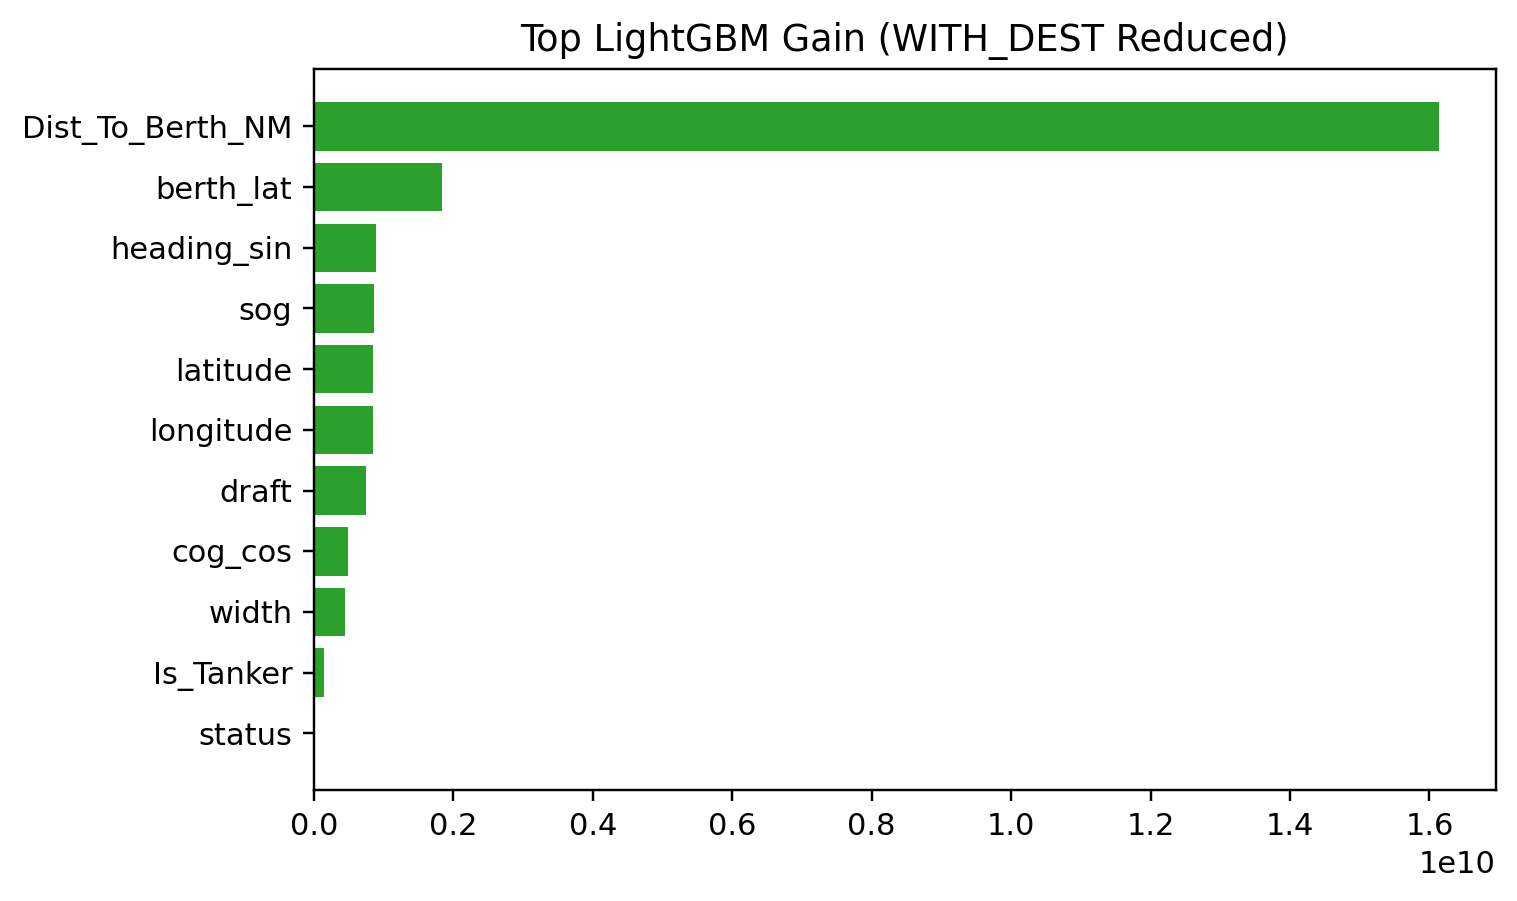 Top LightGBM Gain (WITH_DEST Reduced)
Dist_To_Berth_NM
berth_lat
heading_sin
sog
latitude
longitude
draft
cog_cos
width
Is_Tanker
status
0.0 0.2 0.4 0.6 0.8 1.0 1.2 1.4 1.6
1e10